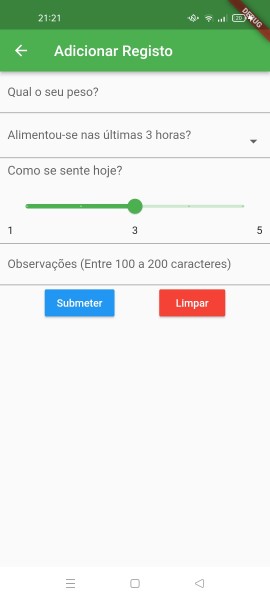 21:21
DEBUG
Adicionar Registo
Qual o seu peso?
Alimentou-se nas últimas 3 horas?
Como se sente hoje?
1 3 5
Observações (Entre 100 a 200 caracteres)
Submeter Limpar